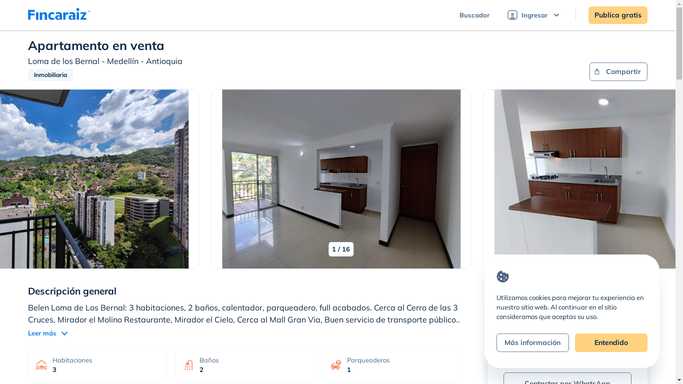 Fincaraiz
Buscador
Ingresar
Publica gratis
Apartamento en venta
Loma de los Bernal - Medellín - Antioquia
Inmobiliaria
Compartir
1 / 16
Descripción general
Belen Loma de Los Bernal: 3 habitaciones, 2 baños, calentador, parqueadero, full acabados. Cerca al Cerro de las 3
Cruces, Mirador el Molino Restaurante, Mirador el Cielo, Cerca al Mall Gran Via, Buen servicio de transporte público..
Leer más
Habitaciones
3
Baños
2
Parqueaderos
1
Utilizamos cookies para mejorar tu experiencia en
nuestro sitio web. Al continuar en el sitio
consideramos que aceptas su uso.
Más información
Entendido
Contactar por WhatsApp